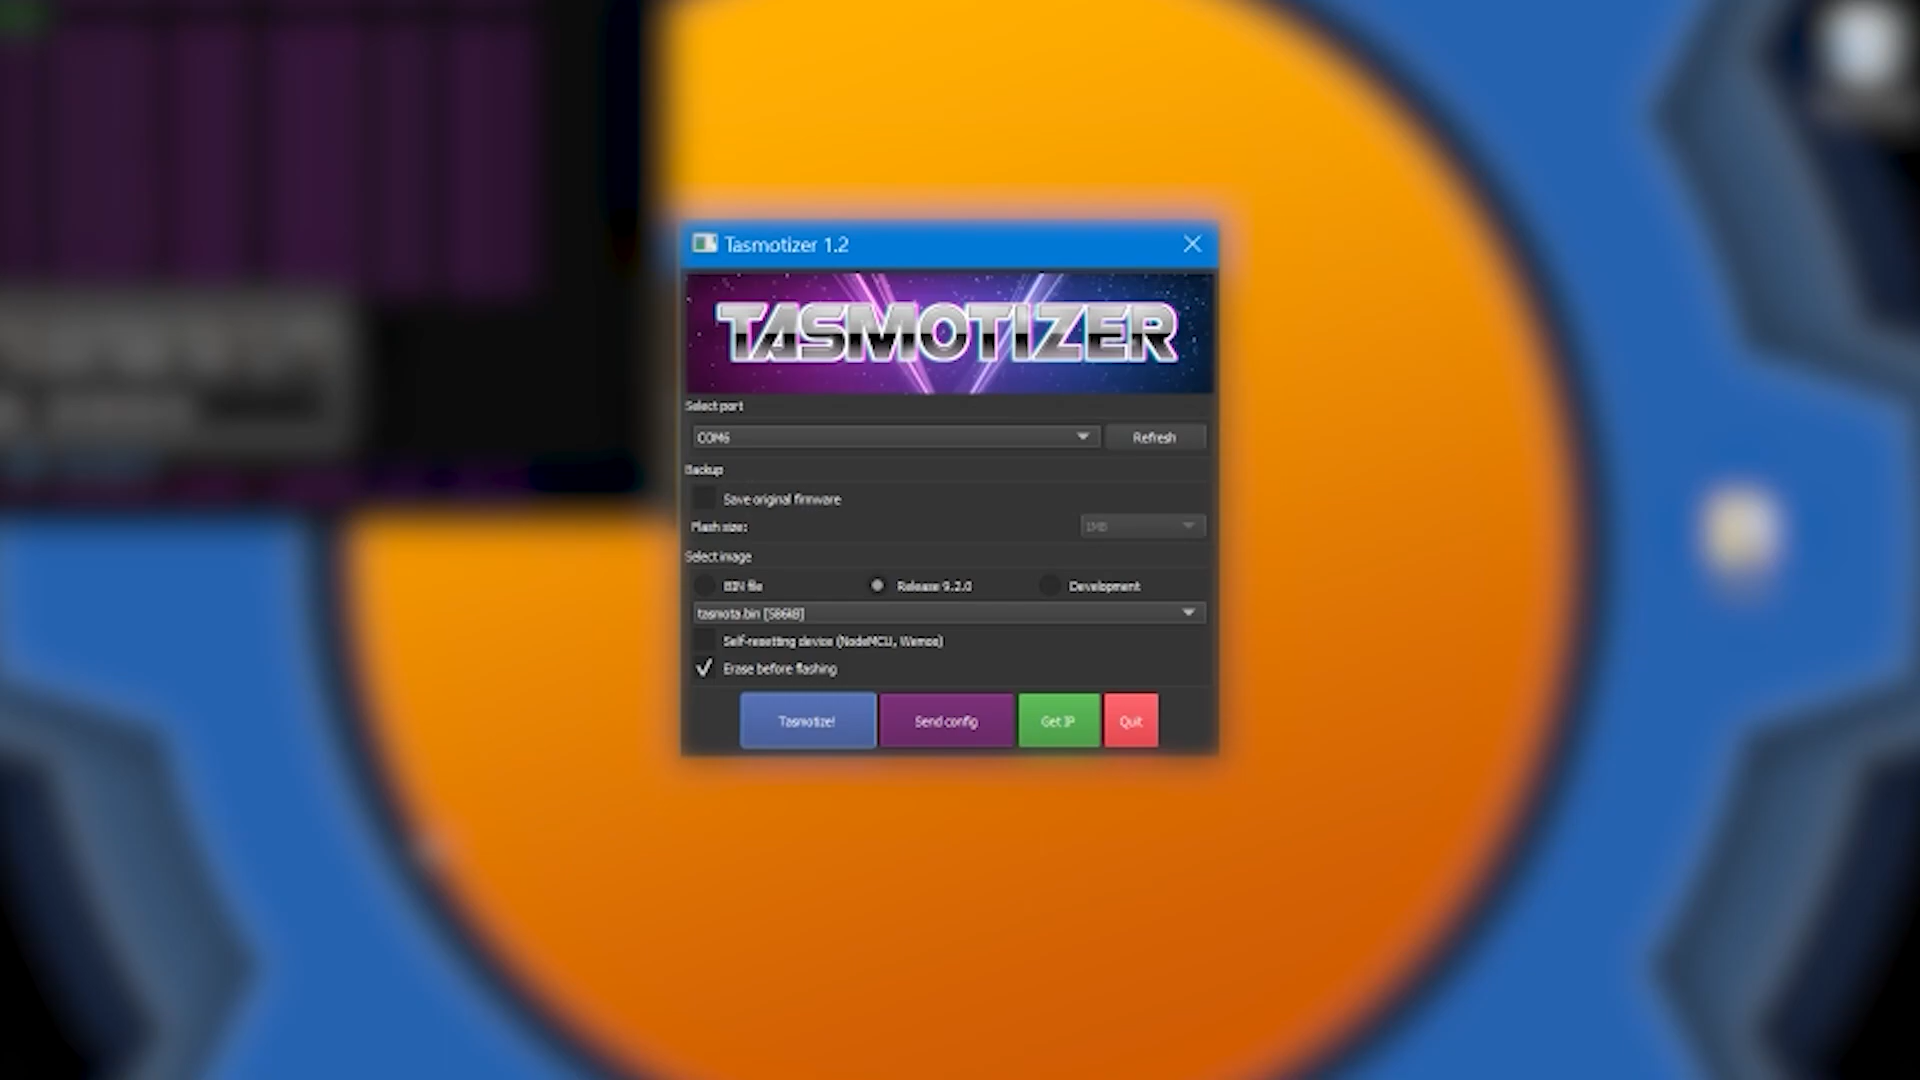 Tasmotizer 1.2
TASMOTIZER
Select port
COM6
Refresh
Backup
Save original firmware
Flash size:
1MB
Select image
BIN file
Release 9.2.0
Development
tasmota.bin [586kB]
Self-resetting device (NodeMCU, Wemos)
Erase before flashing
Tasmotize!
Send config
Get IP
Quit